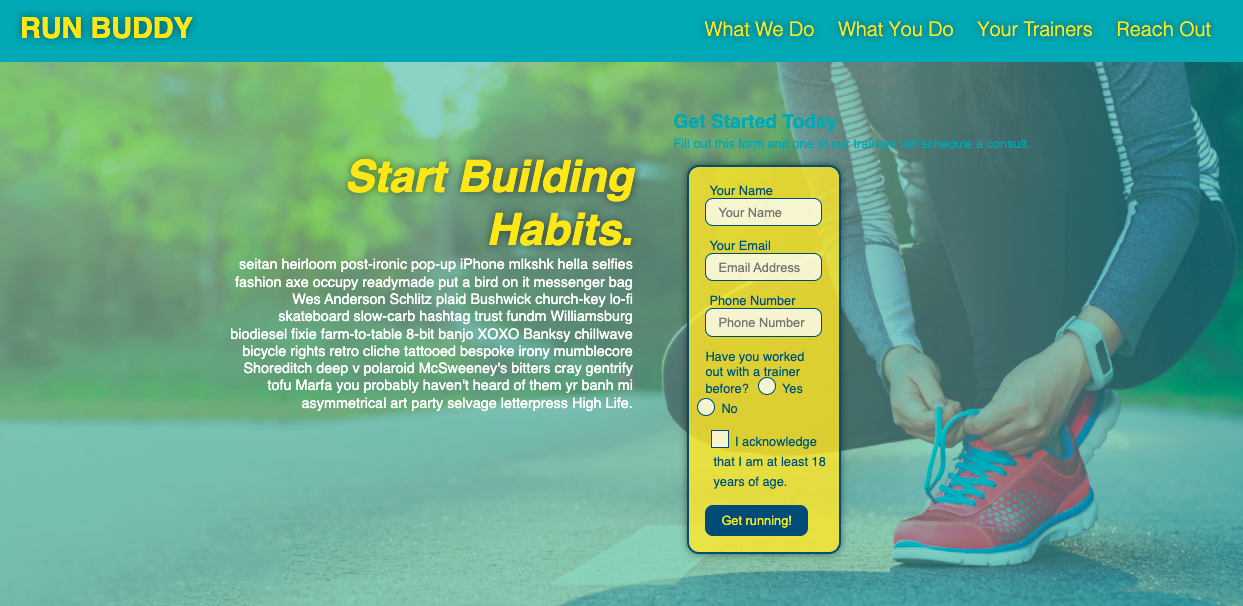 RUN BUDDY
What We Do What You Do Your Trainers Reach Out
Start Building
Habits.
seitan heirloom post-ironic pop-up iPhone mlkshk hella selfies
fashion axe occupy readymade put a bird on it messenger bag
Wes Anderson Schlitz plaid Bushwick church-key lo-fi
skateboard slow-carb hashtag trust fundm Williamsburg
biodiesel fixie farm-to-table 8-bit banjo XOXO Banksy chillwave
bicycle rights retro cliche tattooed bespoke irony mumblecore
Shoreditch deep v polaroid McSweeney's bitters cray gentrify
tofu Marfa you probably haven't heard of them yr banh mi
asymmetrical art party selvage letterpress High Life.
Get Started Today
Fill out this form and one of our trainers will schedule a consult.
Your Name
Your Name
Your Email
Email Address
Phone Number
Phone Number
Have you worked
out with a trainer
before? Yes
No
I acknowledge
that I am at least 18
years of age.
Get running!